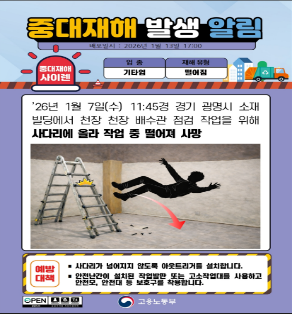 중대재해 발생 알림
배포일시 : 2026년 1월 13일 17:00
중대재해
사이렌
업 종
재해유형
기타업
떨어짐
'26년 1월 7일(수) 11:45경 경기 광명시 소재
빌딩에서 천장 천장 배수관 점검 작업을 위해
사다리에 올라 작업 중 떨어져 사망
예방
대책
사다리가 넘어지지 않도록 아웃트리거를 설치합니다.
안전난간이 설치된 작업발판 또는 고소작업대를 사용하고
안전모, 안전대 등 보호구를 착용합니다.
OPEN
고용노동부